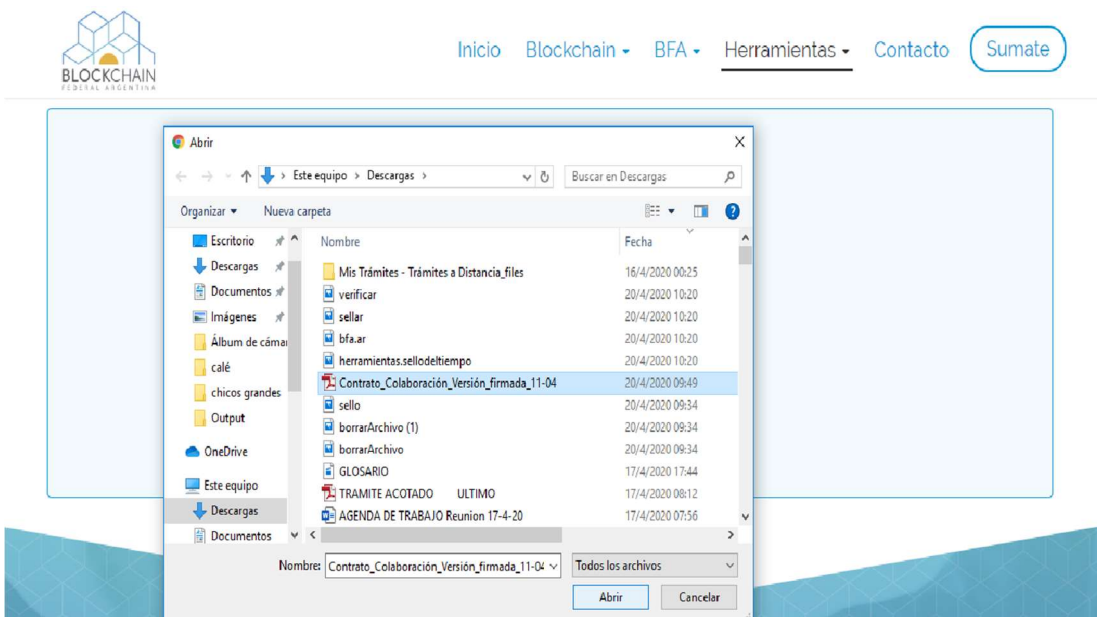 BLOCKCHAIN
FEDERAL ARGENTINA
Inicio Blockchain BFA Herramientas Contacto Sumate
Abrir
Este equipo > Descargas >
Buscar en Descargas
Organizar Nueva carpeta
Escritorio
Descargas
Documentos
Imágenes
Álbum de cámar
calé
chicos grandes
Output
OneDrive
Este equipo
Descargas
Documentos
Nombre Fecha
Mis Trámites - Trámites a Distancia_files 16/4/2020 00:25
verificar 20/4/2020 10:20
sellar 20/4/2020 10:20
bfa.ar 20/4/2020 10:20
herramientas.sellodeltiempo 20/4/2020 10:20
Contrato_Colaboración_Versión_firmada_11-04 20/4/2020 09:49
sello 20/4/2020 09:34
borrarArchivo (1) 20/4/2020 09:34
borrarArchivo 20/4/2020 09:34
GLOSARIO 17/4/2020 17:44
TRAMITE ACOTADO ULTIMO 17/4/2020 08:12
AGENDA DE TRABAJO Reunion 17-4-20 17/4/2020 07:56
Nombre: Contrato_Colaboración_Versión_firmada_11-04
Todos los archivos
Abrir Cancelar